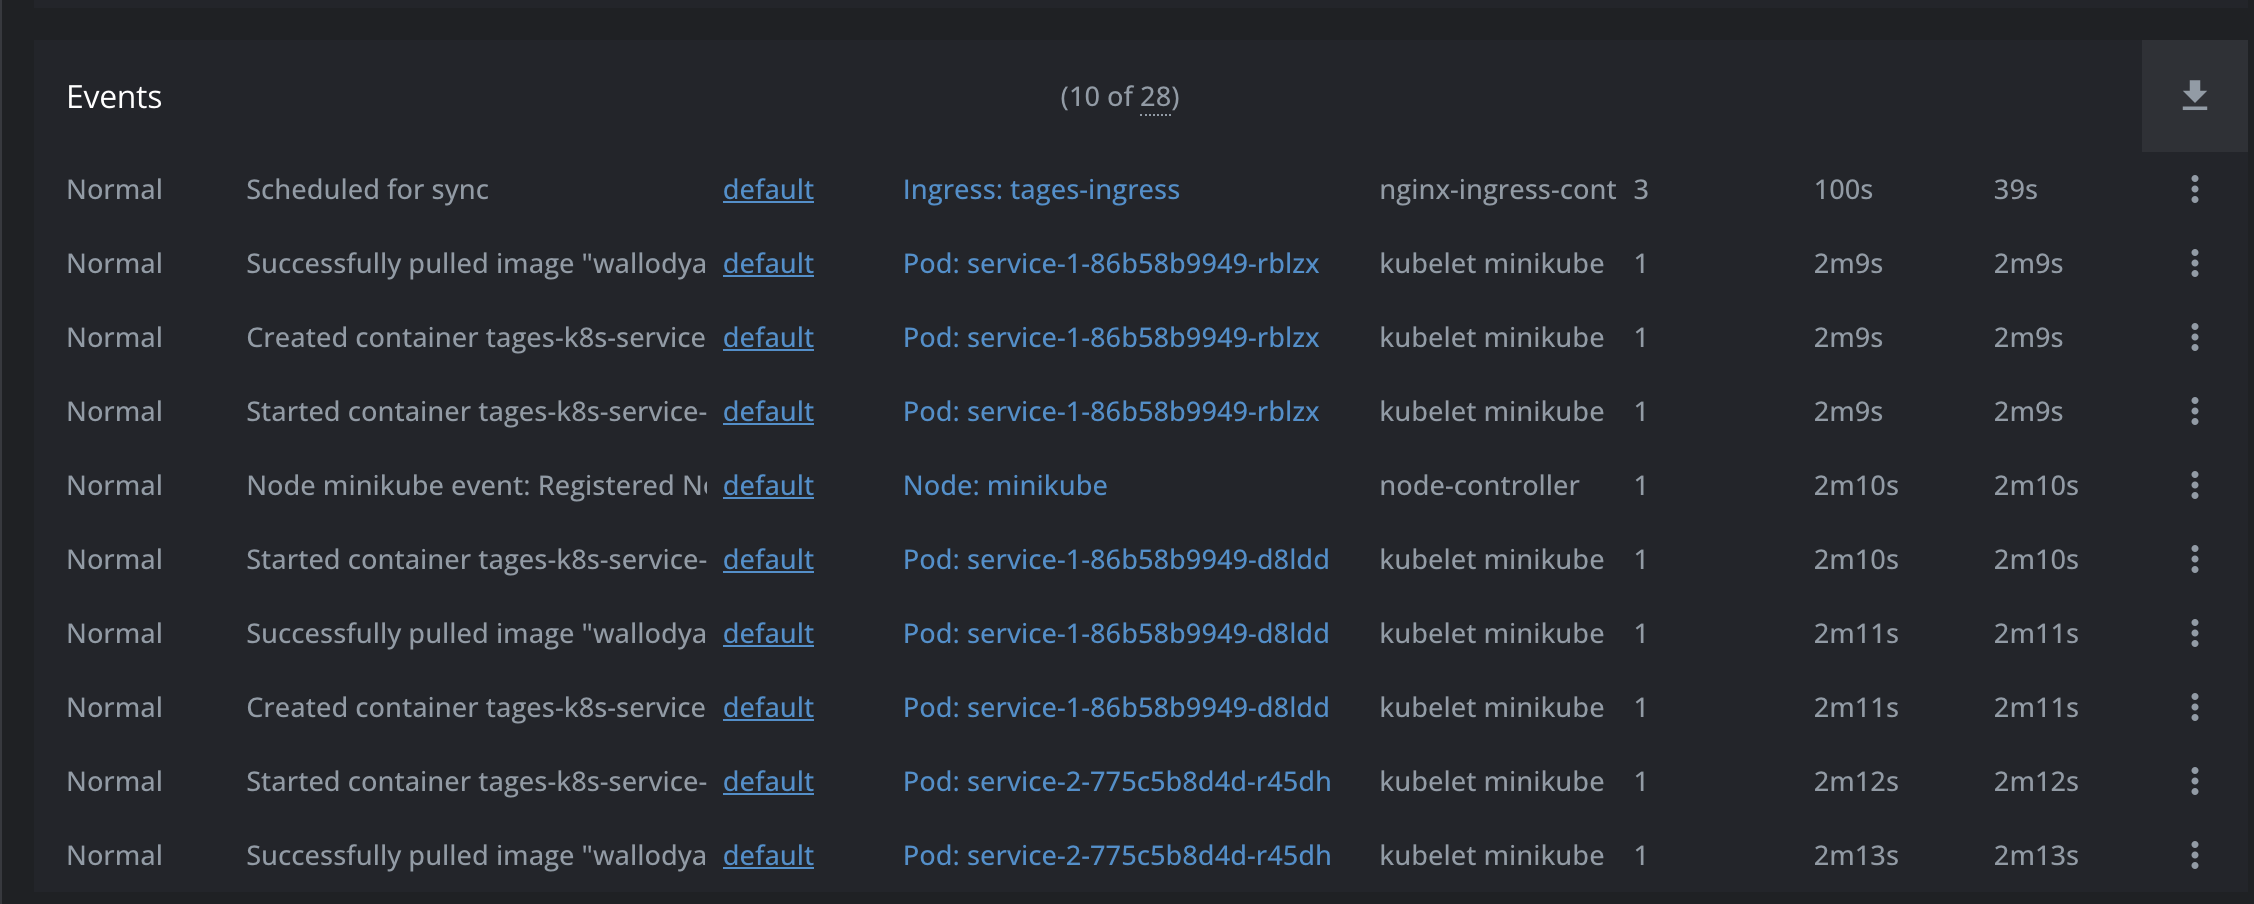 Events (10 of 28)
Normal Scheduled for sync default Ingress: tages-ingress nginx-ingress-cont 3 100s 39s
Normal Successfully pulled image "wallodya default Pod: service-1-86b58b9949-rblzx kubelet minikube 1 2m9s 2m9s
Normal Created container tages-k8s-service default Pod: service-1-86b58b9949-rblzx kubelet minikube 1 2m9s 2m9s
Normal Started container tages-k8s-service- default Pod: service-1-86b58b9949-rblzx kubelet minikube 1 2m9s 2m9s
Normal Node minikube event: Registered No default Node: minikube node-controller 1 2m10s 2m10s
Normal Started container tages-k8s-service- default Pod: service-1-86b58b9949-d8ldd kubelet minikube 1 2m10s 2m10s
Normal Successfully pulled image "wallodya default Pod: service-1-86b58b9949-d8ldd kubelet minikube 1 2m11s 2m11s
Normal Created container tages-k8s-service default Pod: service-1-86b58b9949-d8ldd kubelet minikube 1 2m11s 2m11s
Normal Started container tages-k8s-service- default Pod: service-2-775c5b8d4d-r45dh kubelet minikube 1 2m12s 2m12s
Normal Successfully pulled image "wallodya default Pod: service-2-775c5b8d4d-r45dh kubelet minikube 1 2m13s 2m13s